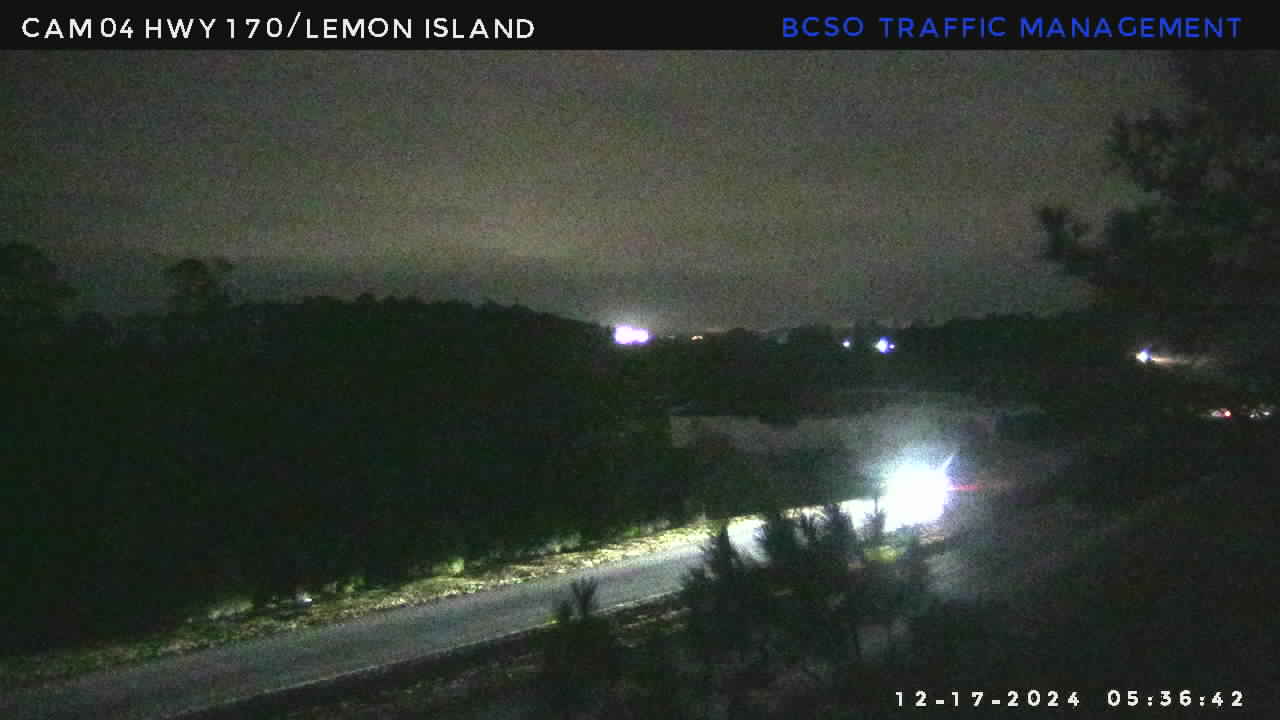 CAM04 HWY 170/LEMON ISLAND
BCSO TRAFFIC MANAGEMENT
12-17-2024 05:36:42